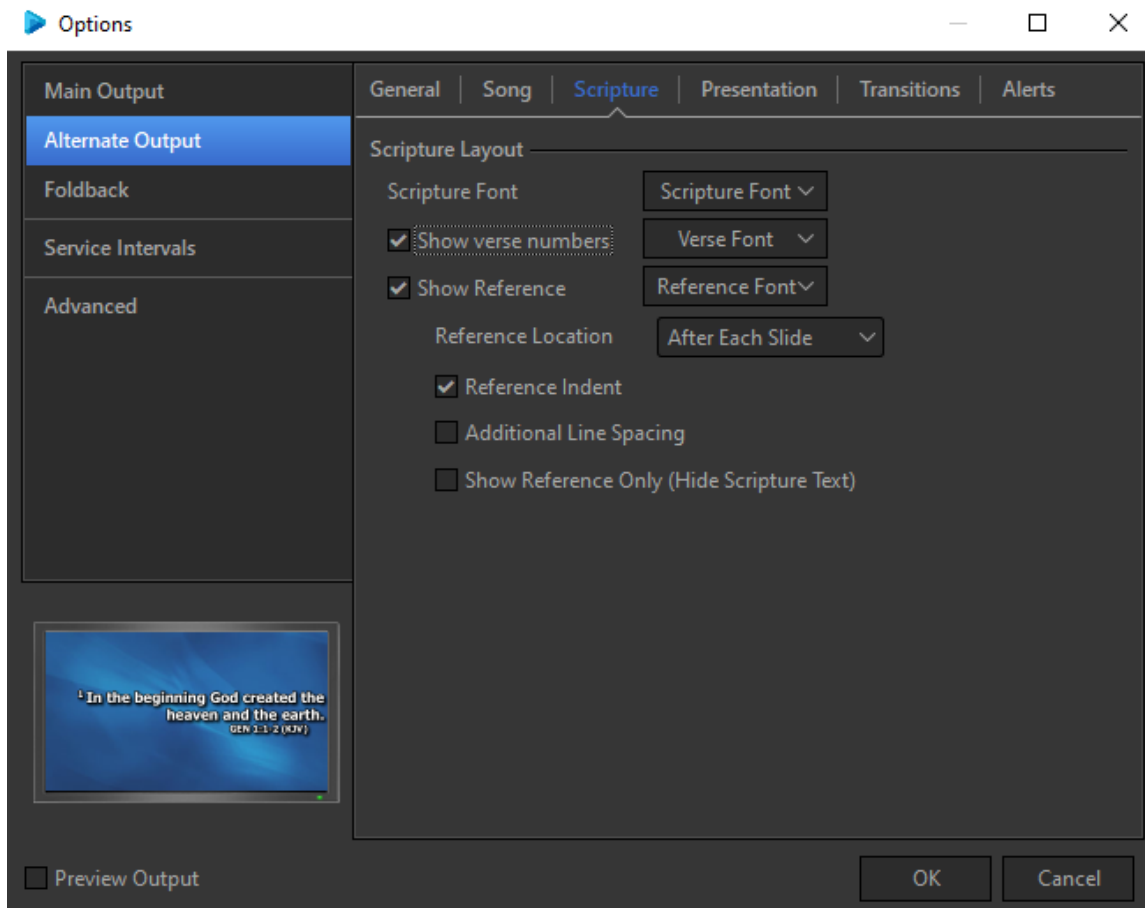 Options
Main Output
Alternate Output
Foldback
Service Intervals
Advanced
General Song Scripture Presentation Transitions Alerts
Scripture Layout
Scripture Font Scripture Font
Show verse numbers Verse Font
Show Reference Reference Font
Reference Location After Each Slide
Reference Indent
Additional Line Spacing
Show Reference Only (Hide Scripture Text)
1 In the beginning God created the
heaven and the earth.
GEN 1:1-2 (KJV)
Preview Output
OK Cancel